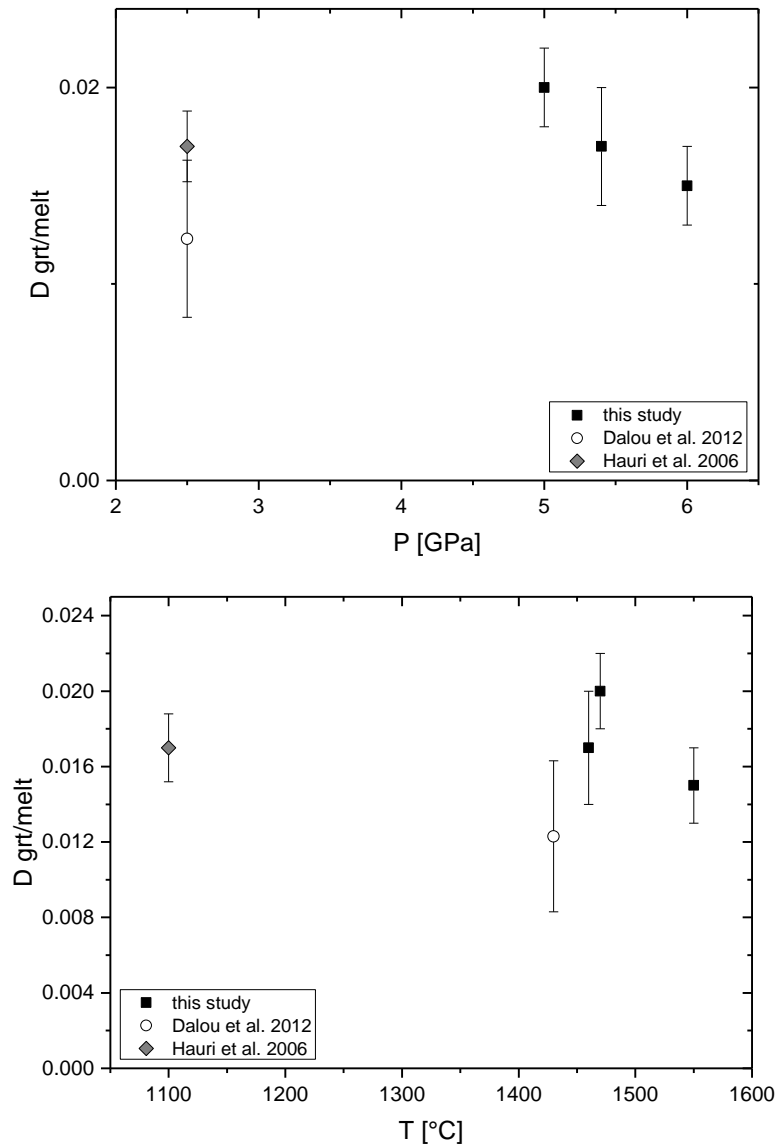 D grt/melt
0.02
0.00
2 3 4 5 6
P [GPa]
this study
Dalou et al. 2012
Hauri et al. 2006
D grt/melt
0.024
0.020
0.016
0.012
0.008
0.004
0.000
1100 1200 1300 1400 1500 1600
T [°C]
this study
Dalou et al. 2012
Hauri et al. 2006